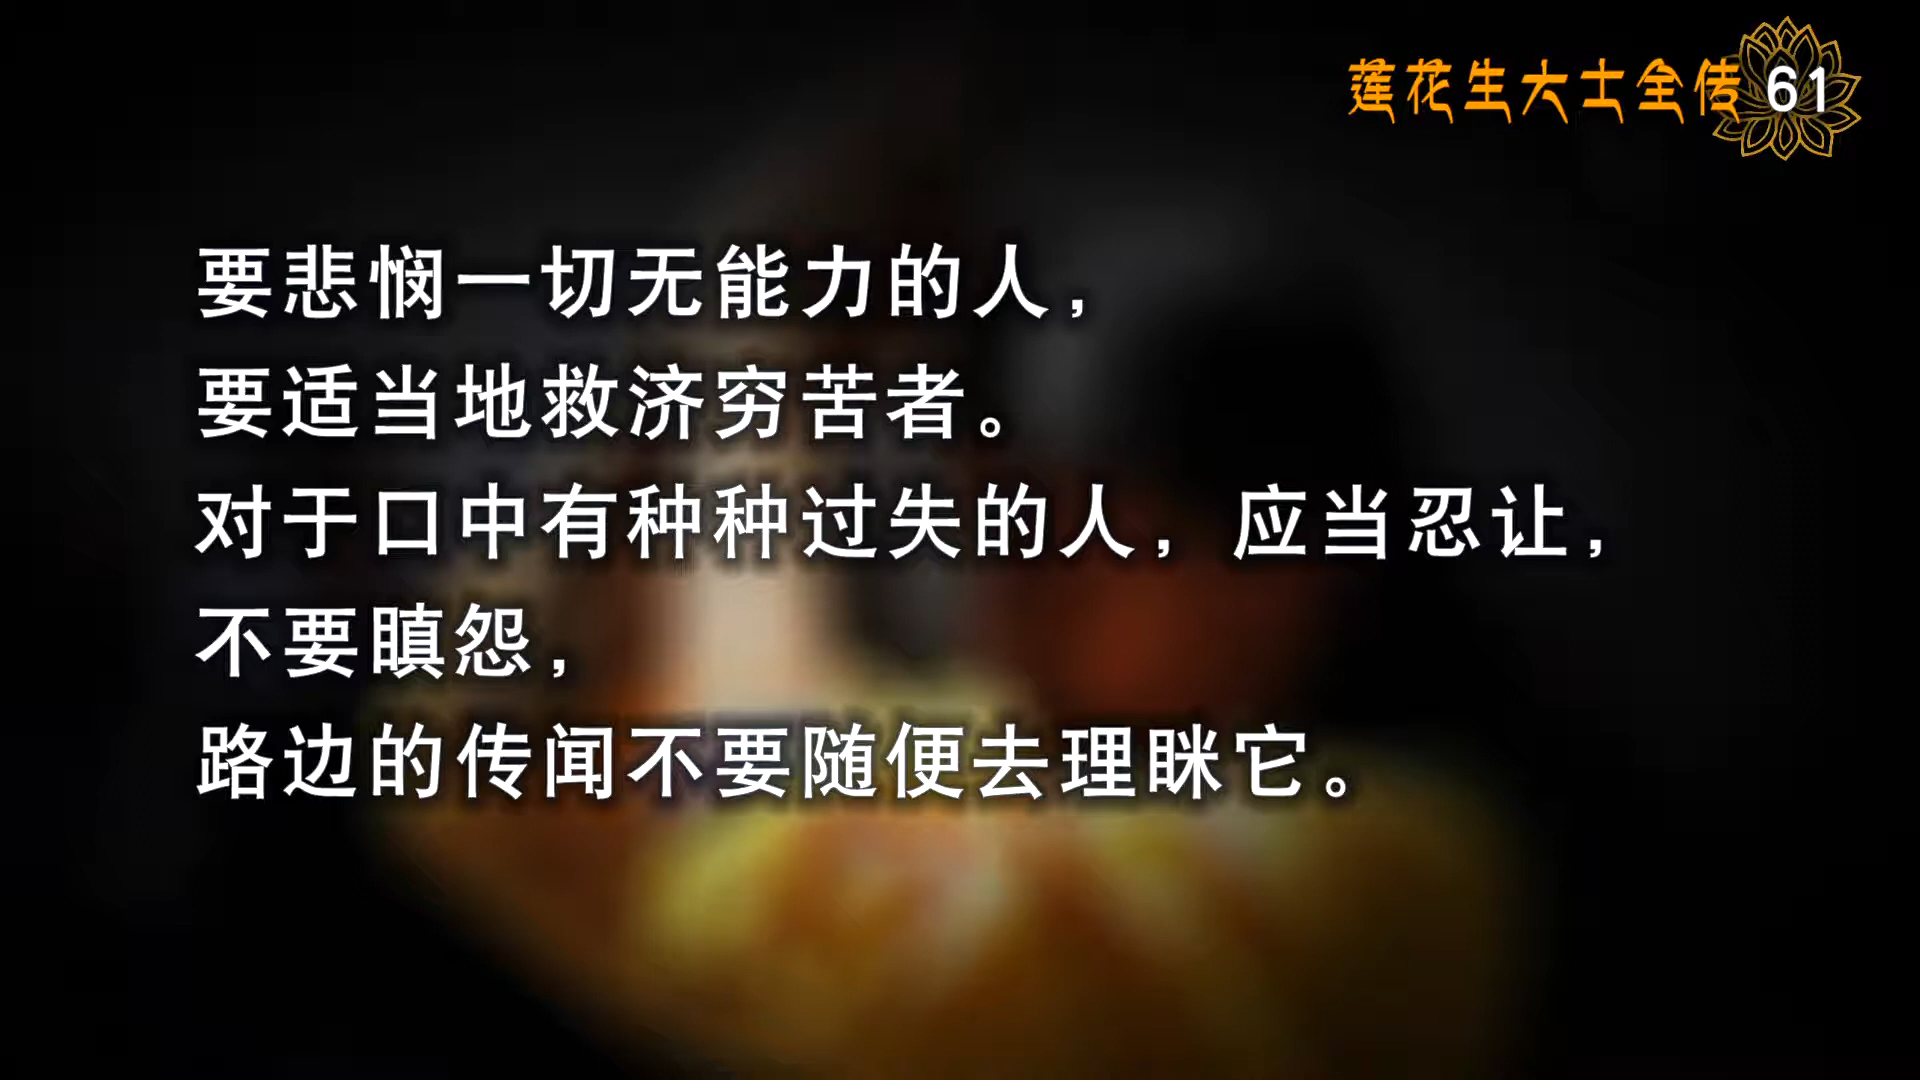 莲花生大士全传 61
要悲悯一切无能力的人，
要适当地救济穷苦者。
对于口中有种种过失的人，应当忍让，
不要瞋怨，
路边的传闻不要随便去理眯它。